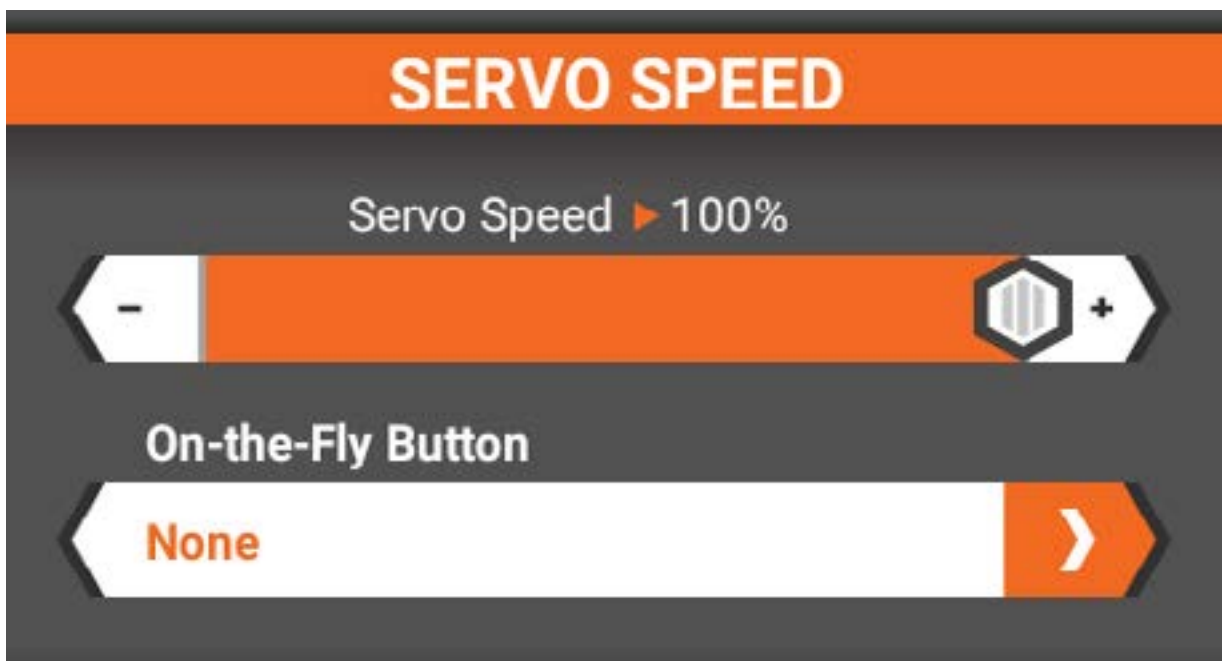 SERVO SPEED
Servo Speed ▶ 100%
- +
On-the-Fly Button
None